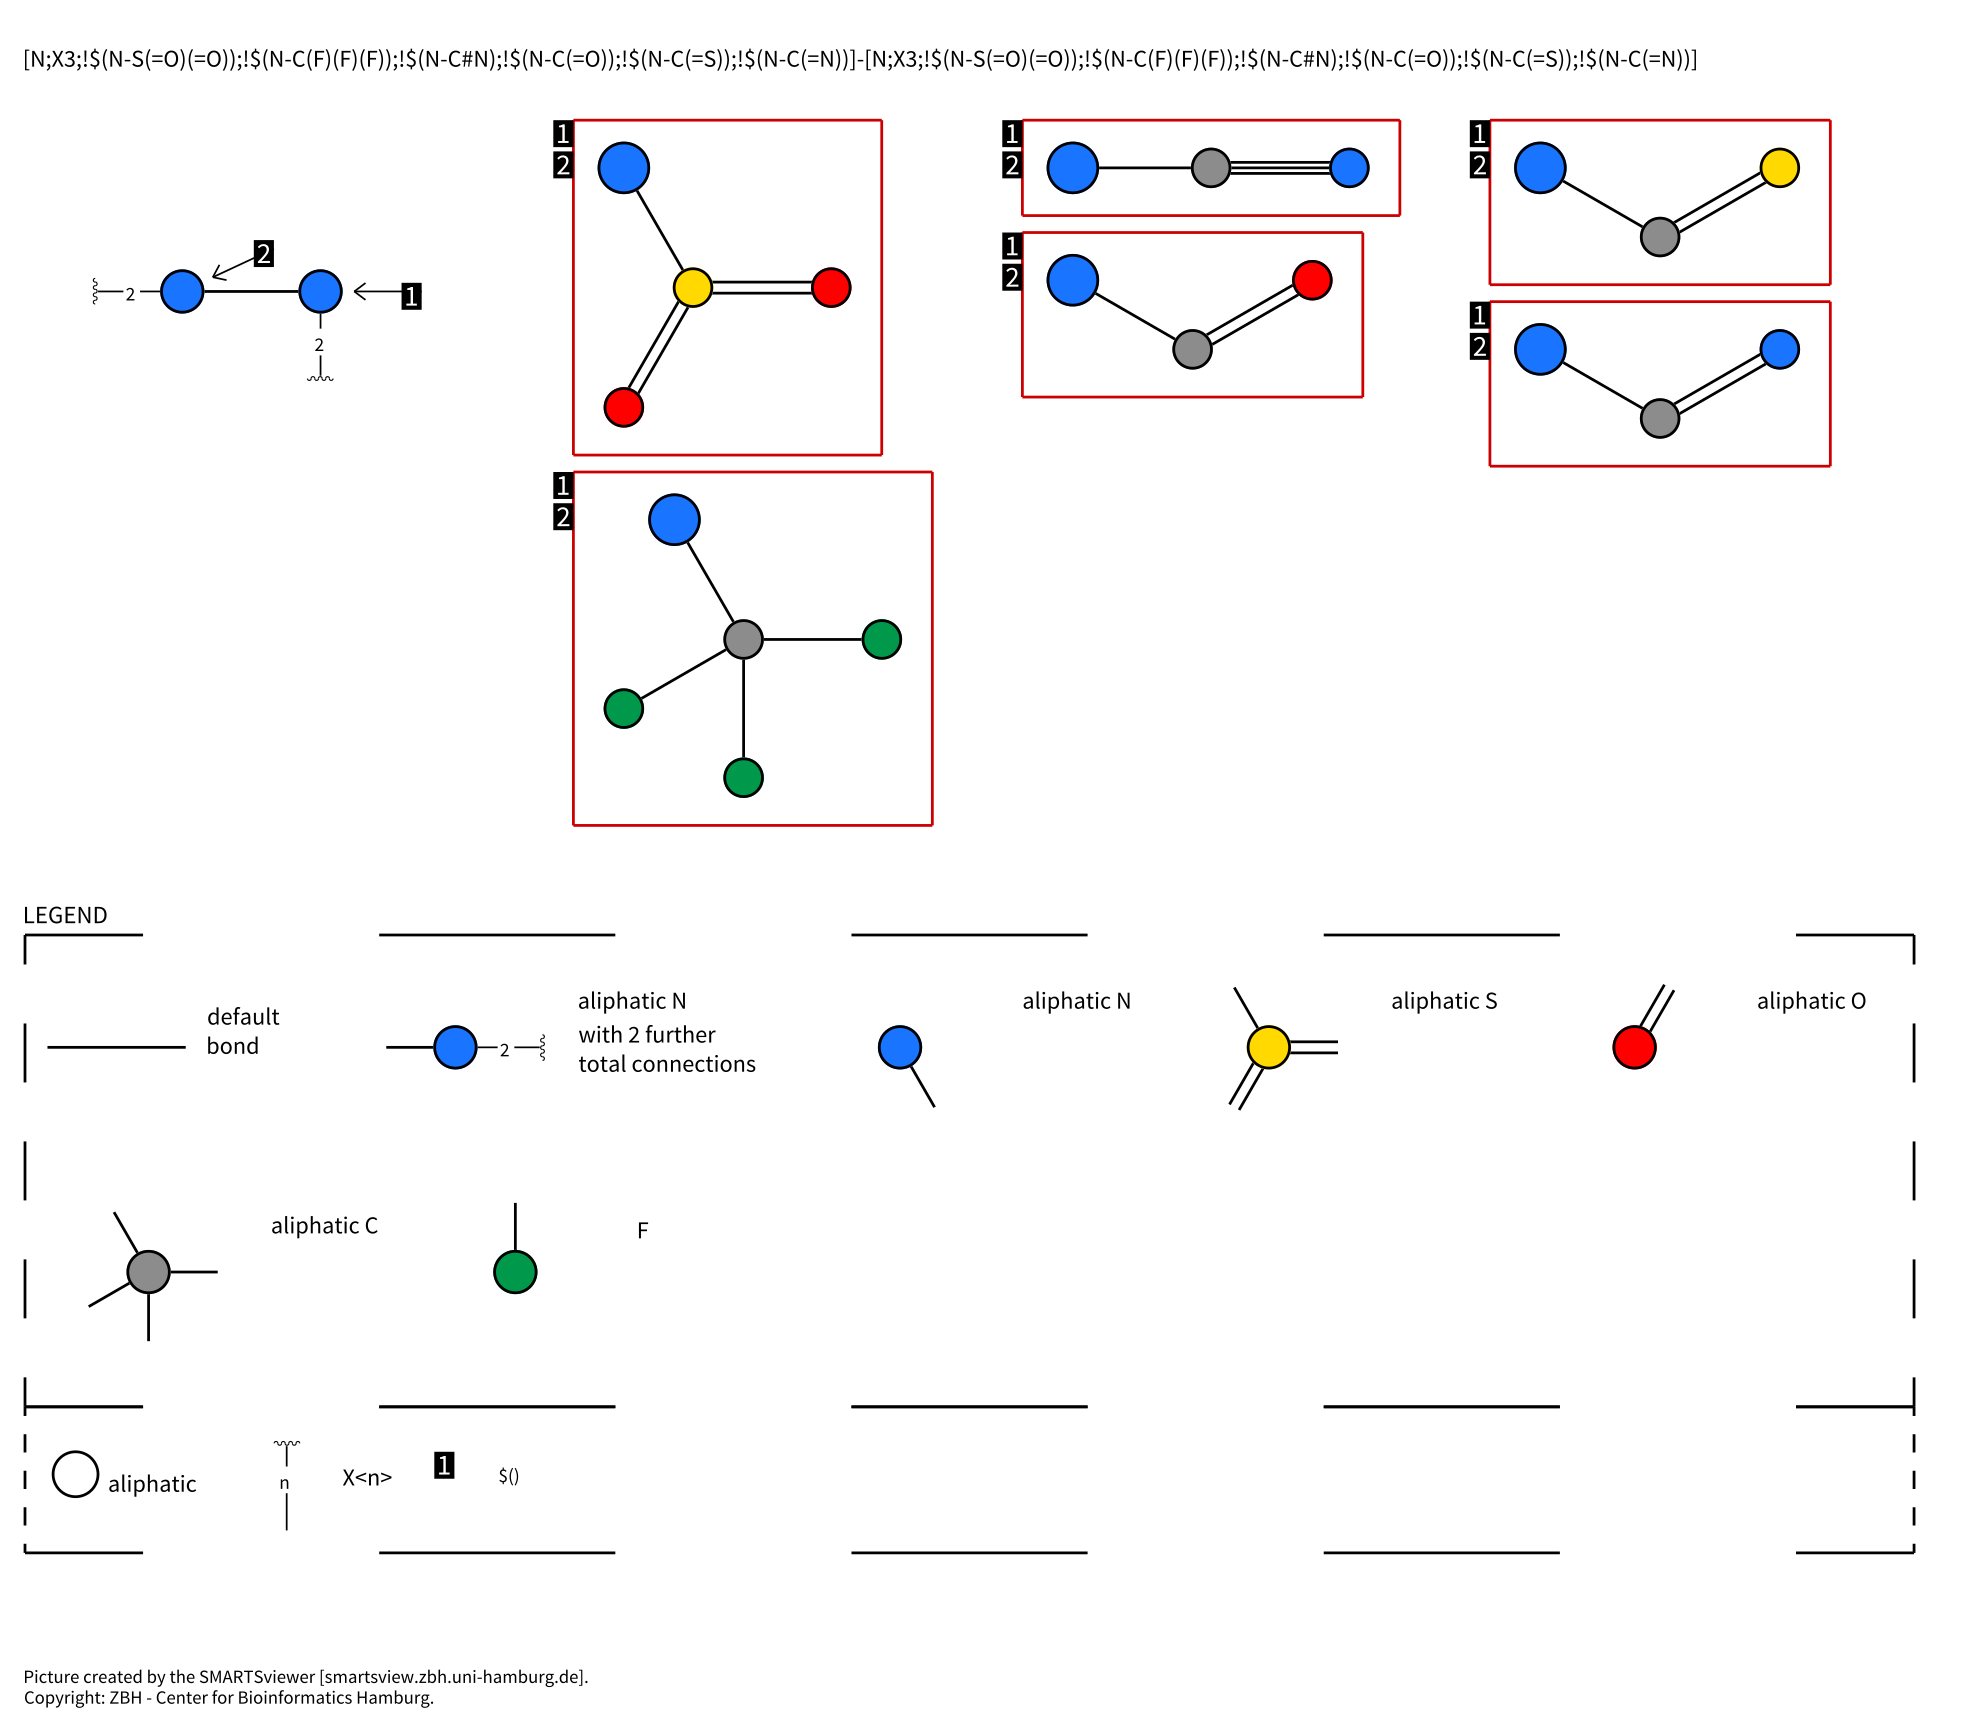 [N;X3;!$(N-S(=O)(=O));!$(N-C(F)(F)(F));!$(N-C#N);!$(N-C(=O));!$(N-C(=S));!$(N-C(=N))]-[N;X3;!$(N-S(=O)(=O));!$(N-C(F)(F)(F));!$(N-C#N);!$(N-C(=O));!$(N-C(=S));!$(N-C(=N))]
1
2
1
2
1
2
2
2
1
2
1
2
1
2
1
2
LEGEND
default
bond
2
aliphatic N
with 2 further
total connections
aliphatic N
aliphatic S
aliphatic O
aliphatic C
F
aliphatic
n
X<n>
1
$()
Picture created by the SMARTSviewer [smartsview.zbh.uni-hamburg.de].
Copyright: ZBH - Center for Bioinformatics Hamburg.